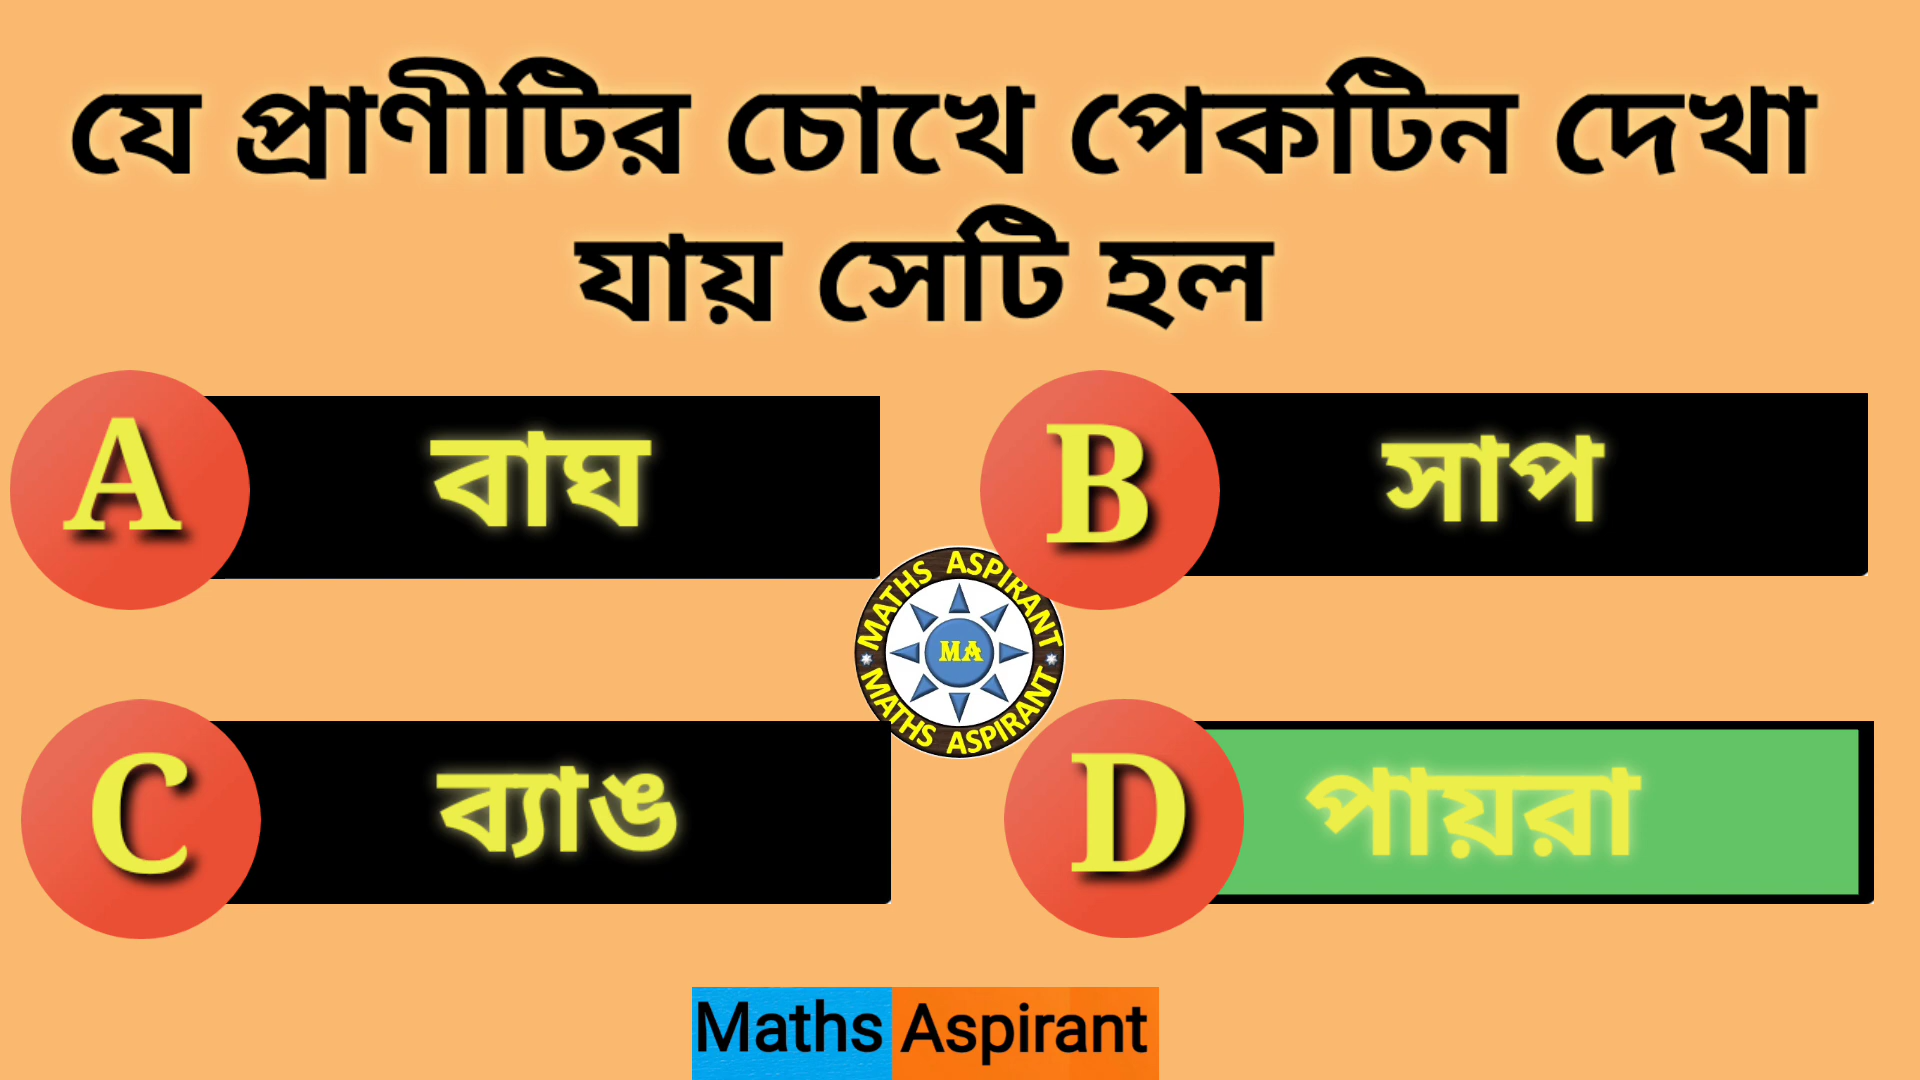 যে প্রাণীটির চোখে পেকটিন দেখা
যায় সেটি হল
A বাঘ
B সাপ
MATHS ASPIRANT
MA
MATHS ASPIRANT
C ব্যাঙ
D পায়রা
Maths Aspirant